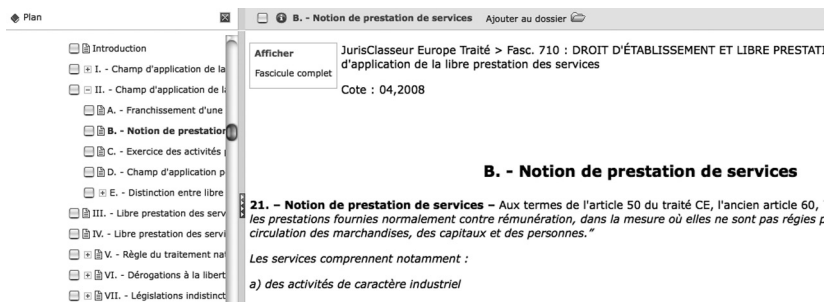 Plan
Introduction
I. - Champ d'application de la
II. - Champ d'application de la
A. - Franchissement d'une
B. - Notion de prestation
C. - Exercice des activités
D. - Champ d'application p
E. - Distinction entre libre
III. - Libre prestation des serv
IV. - Libre prestation des servi
V. - Règle du traitement nat
VI. - Dérogations à la libert
VII. - Législations indistinct
B. - Notion de prestation de services Ajouter au dossier
Afficher
Fascicule complet
JurisClasseur Europe Traité > Fasc. 710 : DROIT D'ÉTABLISSEMENT ET LIBRE PRESTATI
d'application de la libre prestation des services
Cote : 04,2008
B. - Notion de prestation de services
21. – Notion de prestation de services – Aux termes de l'article 50 du traité CE, l'ancien article 60,
les prestations fournies normalement contre rémunération, dans la mesure où elles ne sont pas régies p
circulation des marchandises, des capitaux et des personnes."
Les services comprennent notamment :
a) des activités de caractère industriel